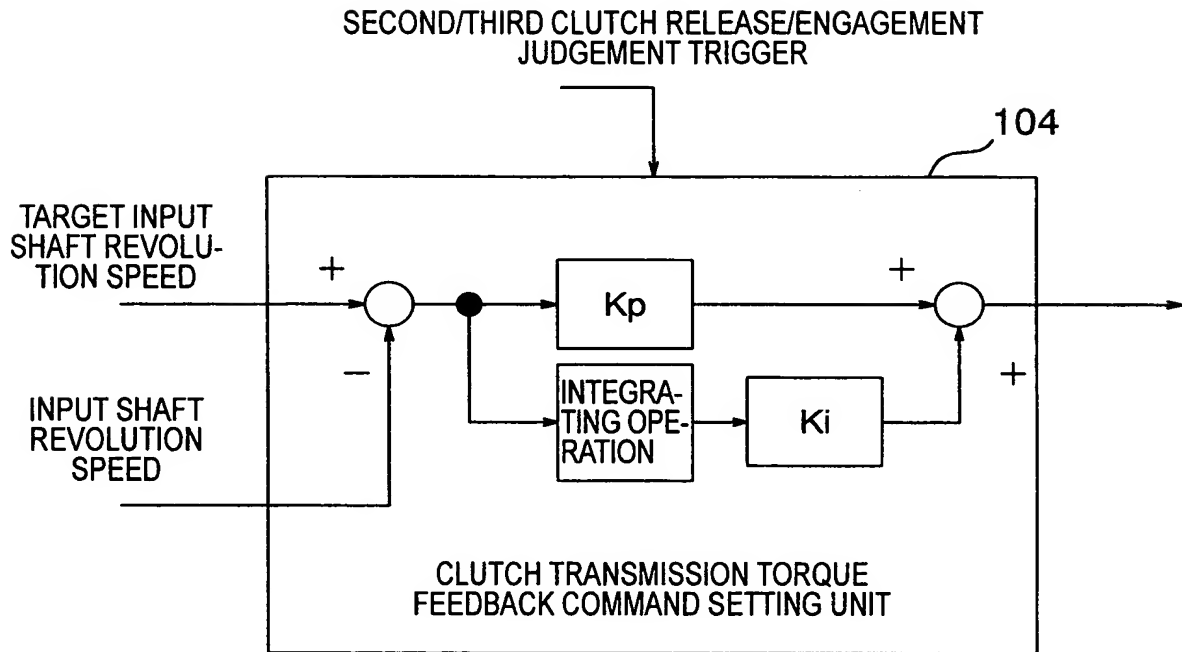 SECOND/THIRD CLUTCH RELEASE/ENGAGEMENT
JUDGEMENT TRIGGER
104
TARGET INPUT
SHAFT REVOLU-
TION SPEED
+
+
Kp
−
+
INPUT SHAFT
REVOLUTION
SPEED
INTEGRA-
TING OPE-
RATION
Ki
CLUTCH TRANSMISSION TORQUE
FEEDBACK COMMAND SETTING UNIT